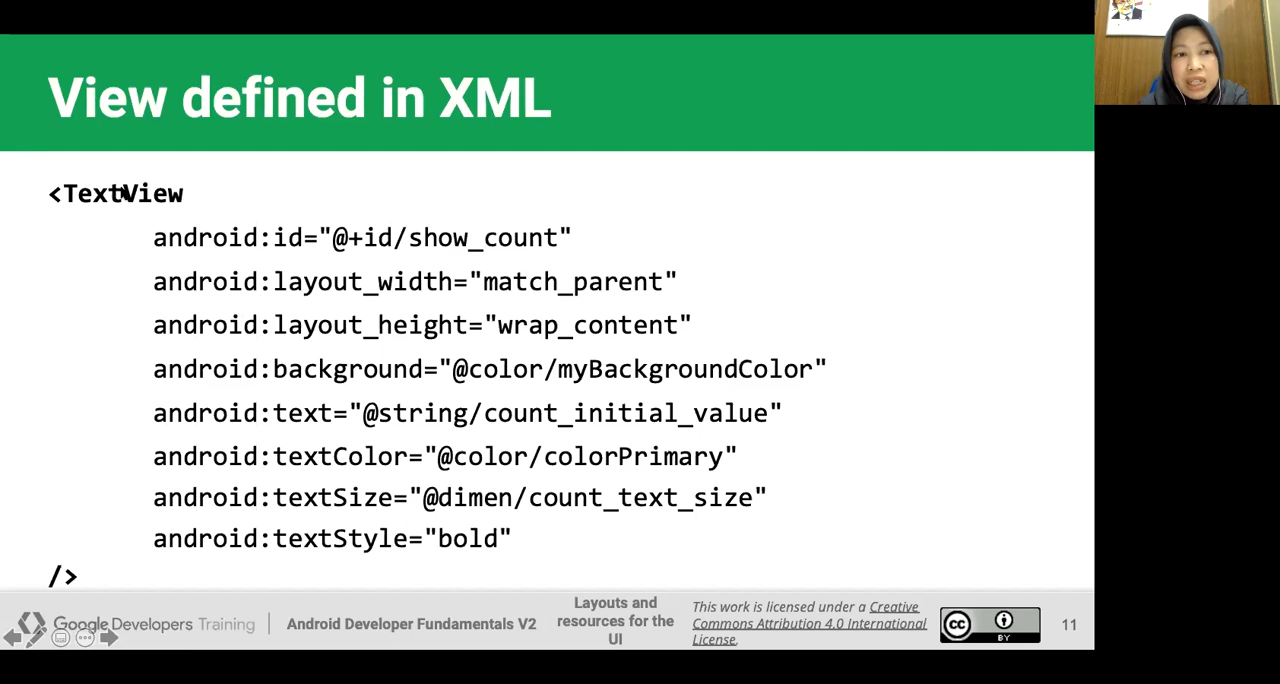 View defined in XML
<TextView
android:id="@+id/show_count"
android:layout_width="match_parent"
android:layout_height="wrap_content"
android:background="@color/myBackgroundColor"
android:text="@string/count_initial_value"
android:textColor="@color/colorPrimary"
android:textSize="@dimen/count_text_size"
android:textStyle="bold"
/>
Google Developers Training
Android Developer Fundamentals V2
Layouts and
resources for the
UI
This work is licensed under a Creative
Commons Attribution 4.0 International
License.
cc
BY
11